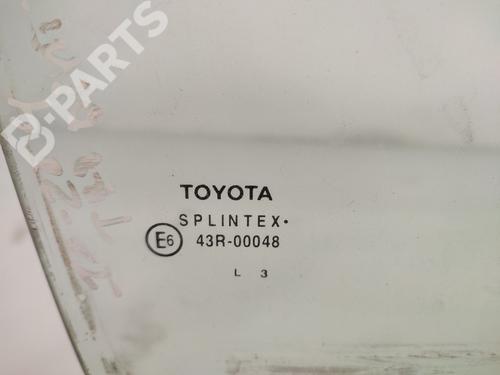 B-PARTS
TOYOTA
SPLINTEX•
E6 43R-00048
L 3